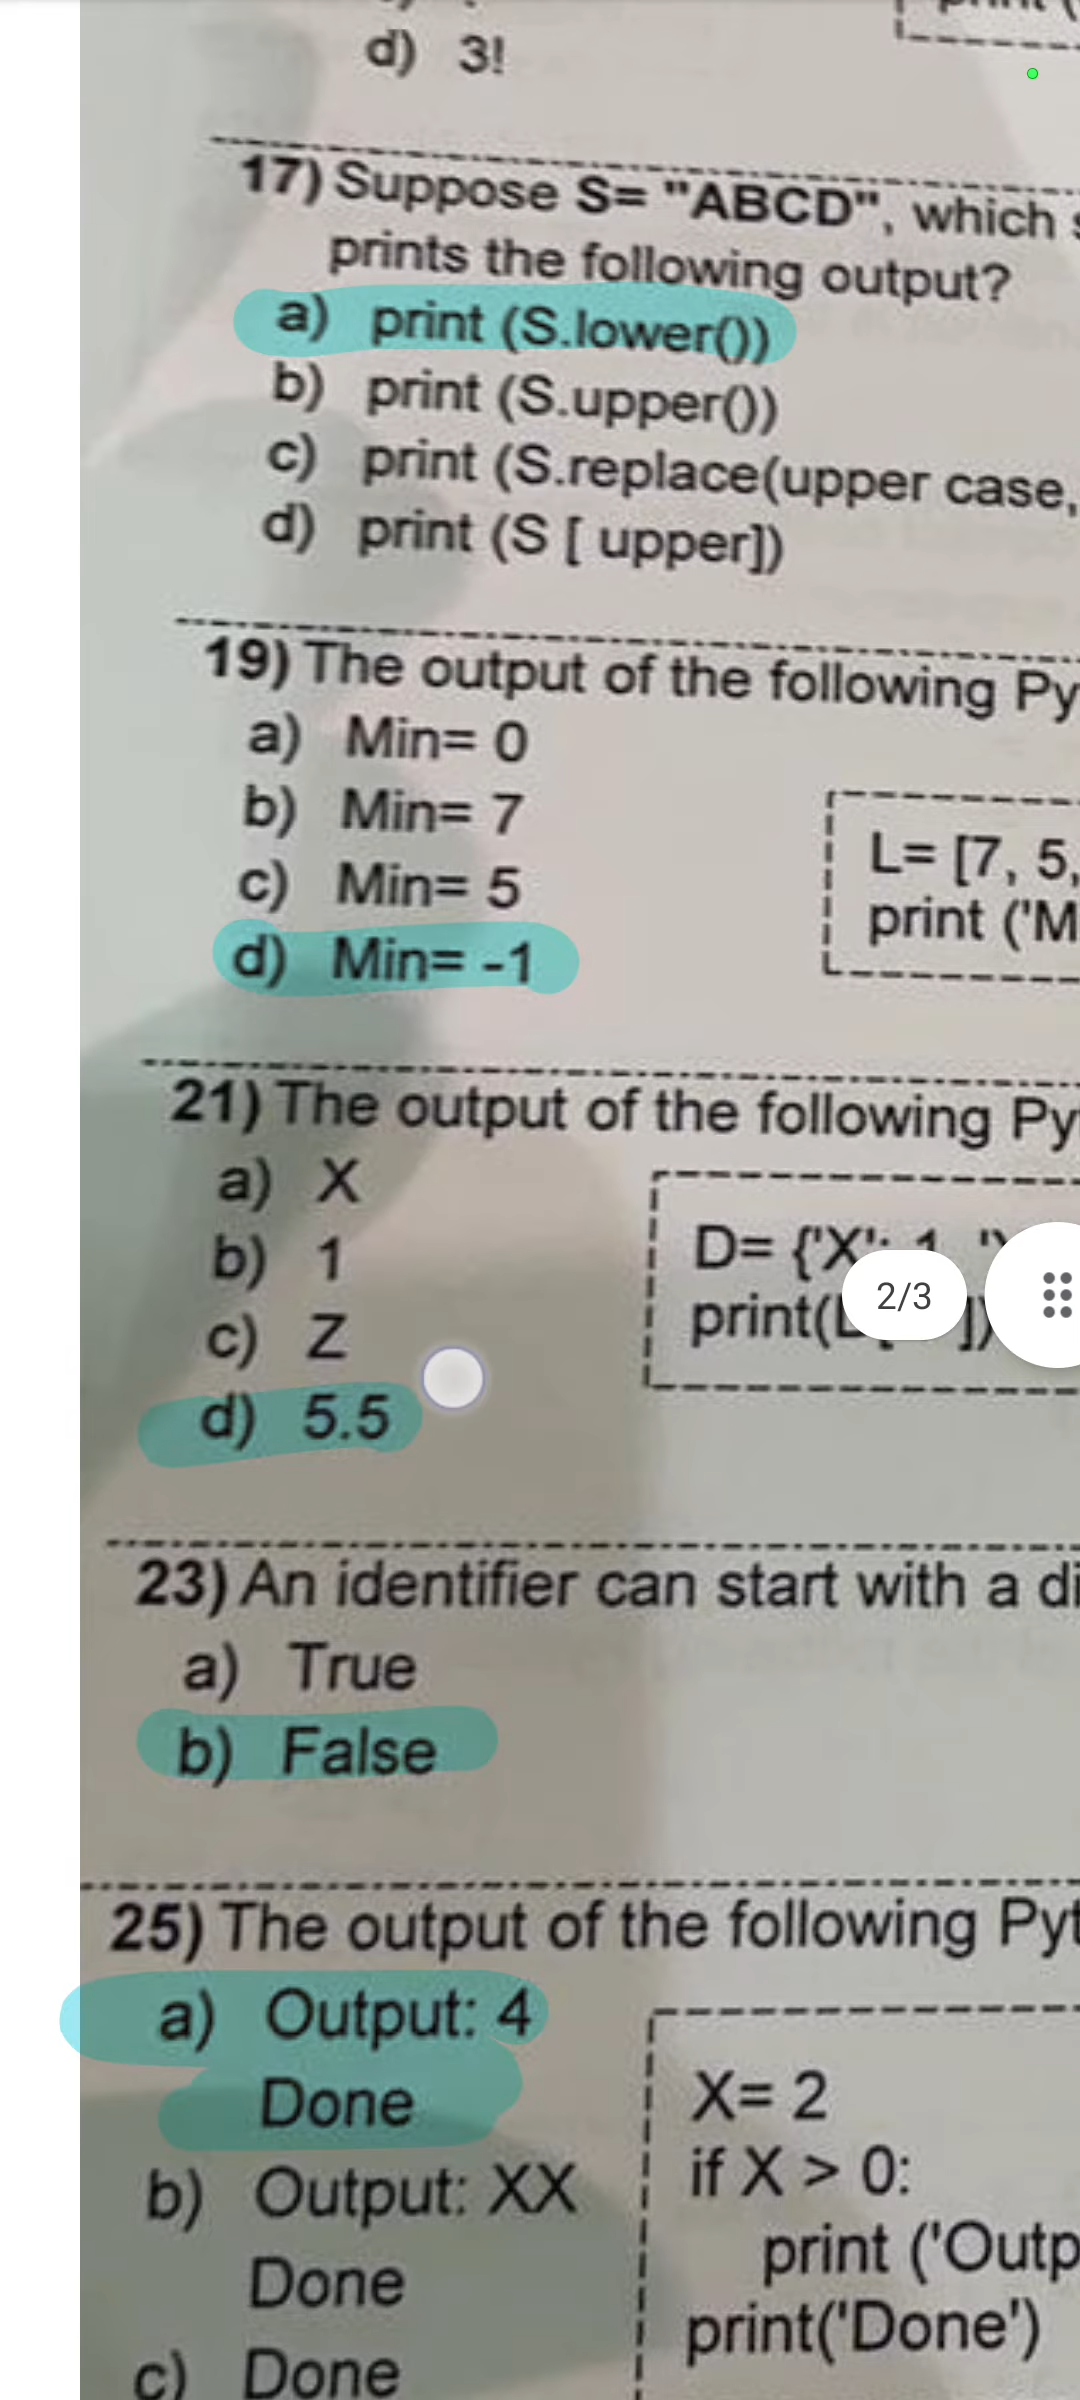 d) 3!
17) Suppose S= "ABCD", which
prints the following output?
a) print (S.lower())
b) print (S.upper())
c) print (S.replace(upper case,
d) print (S [ upper])
19) The output of the following Py
a) Min= 0
b) Min= 7
c) Min= 5
d) Min= -1
L= [7, 5,
print ('M
21) The output of the following Py
a) X
b) 1
c) Z
d) 5.5
D= {'X': 1, '
print(D[ ])
2/3
23) An identifier can start with a di
a) True
b) False
25) The output of the following Pyt
a) Output: 4
Done
b) Output: XX
Done
c) Done
X= 2
if X > 0:
print ('Outp
print('Done')